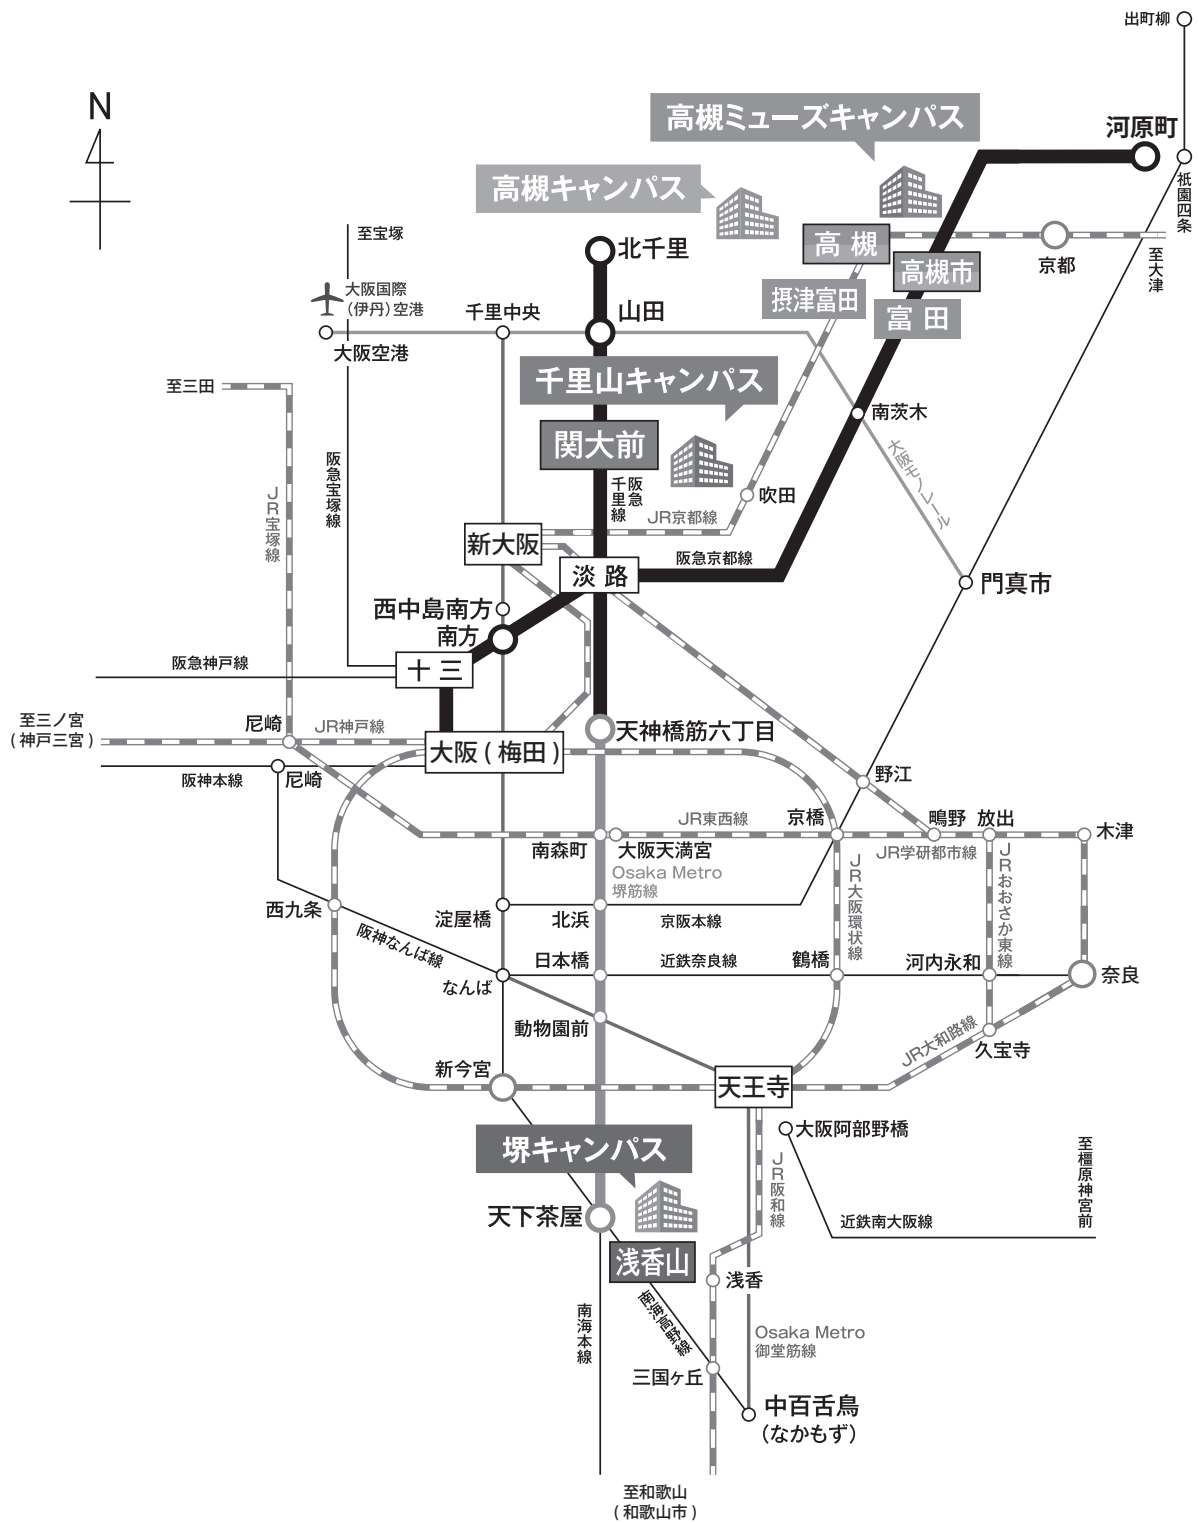 出町柳
N
高槻ミューズキャンパス
河原町
祇園四条
高槻キャンパス
至宝塚
北千里
高 槻
高槻市
京都
至大津
大阪国際
(伊丹)空港
千里中央
山田
摂津富田
富 田
大阪空港
至三田
千里山キャンパス
南茨木
関大前
大阪モノレール
阪急宝塚線
JR宝塚線
阪急
千里線
吹田
JR京都線
新大阪
阪急京都線
淡 路
門真市
西中島南方
南方
十 三
阪急神戸線
至三ノ宮
(神戸三宮)
尼崎
JR神戸線
大阪(梅田)
天神橋筋六丁目
阪神本線
尼崎
野江
JR東西線
京橋
鴫野
放出
木津
南森町
大阪天満宮
JR学研都市線
Osaka Metro
堺筋線
JR大阪環状線
JRおおさか東線
西九条
淀屋橋
北浜
京阪本線
阪神なんば線
日本橋
近鉄奈良線
鶴橋
河内永和
奈良
なんば
動物園前
JR大和路線
久宝寺
新今宮
天王寺
堺キャンパス
大阪阿部野橋
至橿原神宮前
JR阪和線
天下茶屋
近鉄南大阪線
浅香山
浅香
南海本線
南海高野線
Osaka Metro
御堂筋線
三国ヶ丘
中百舌鳥
(なかもず)
至和歌山
(和歌山市)